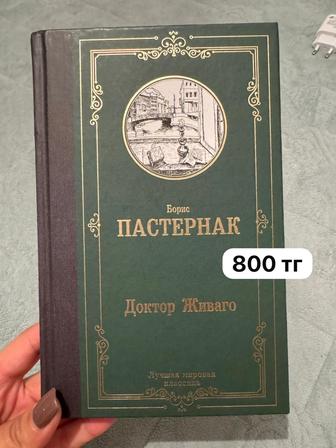 Борис
ПАСТЕРНАК
800 тг
Доктор Живаго
Лучшая мировая
классика